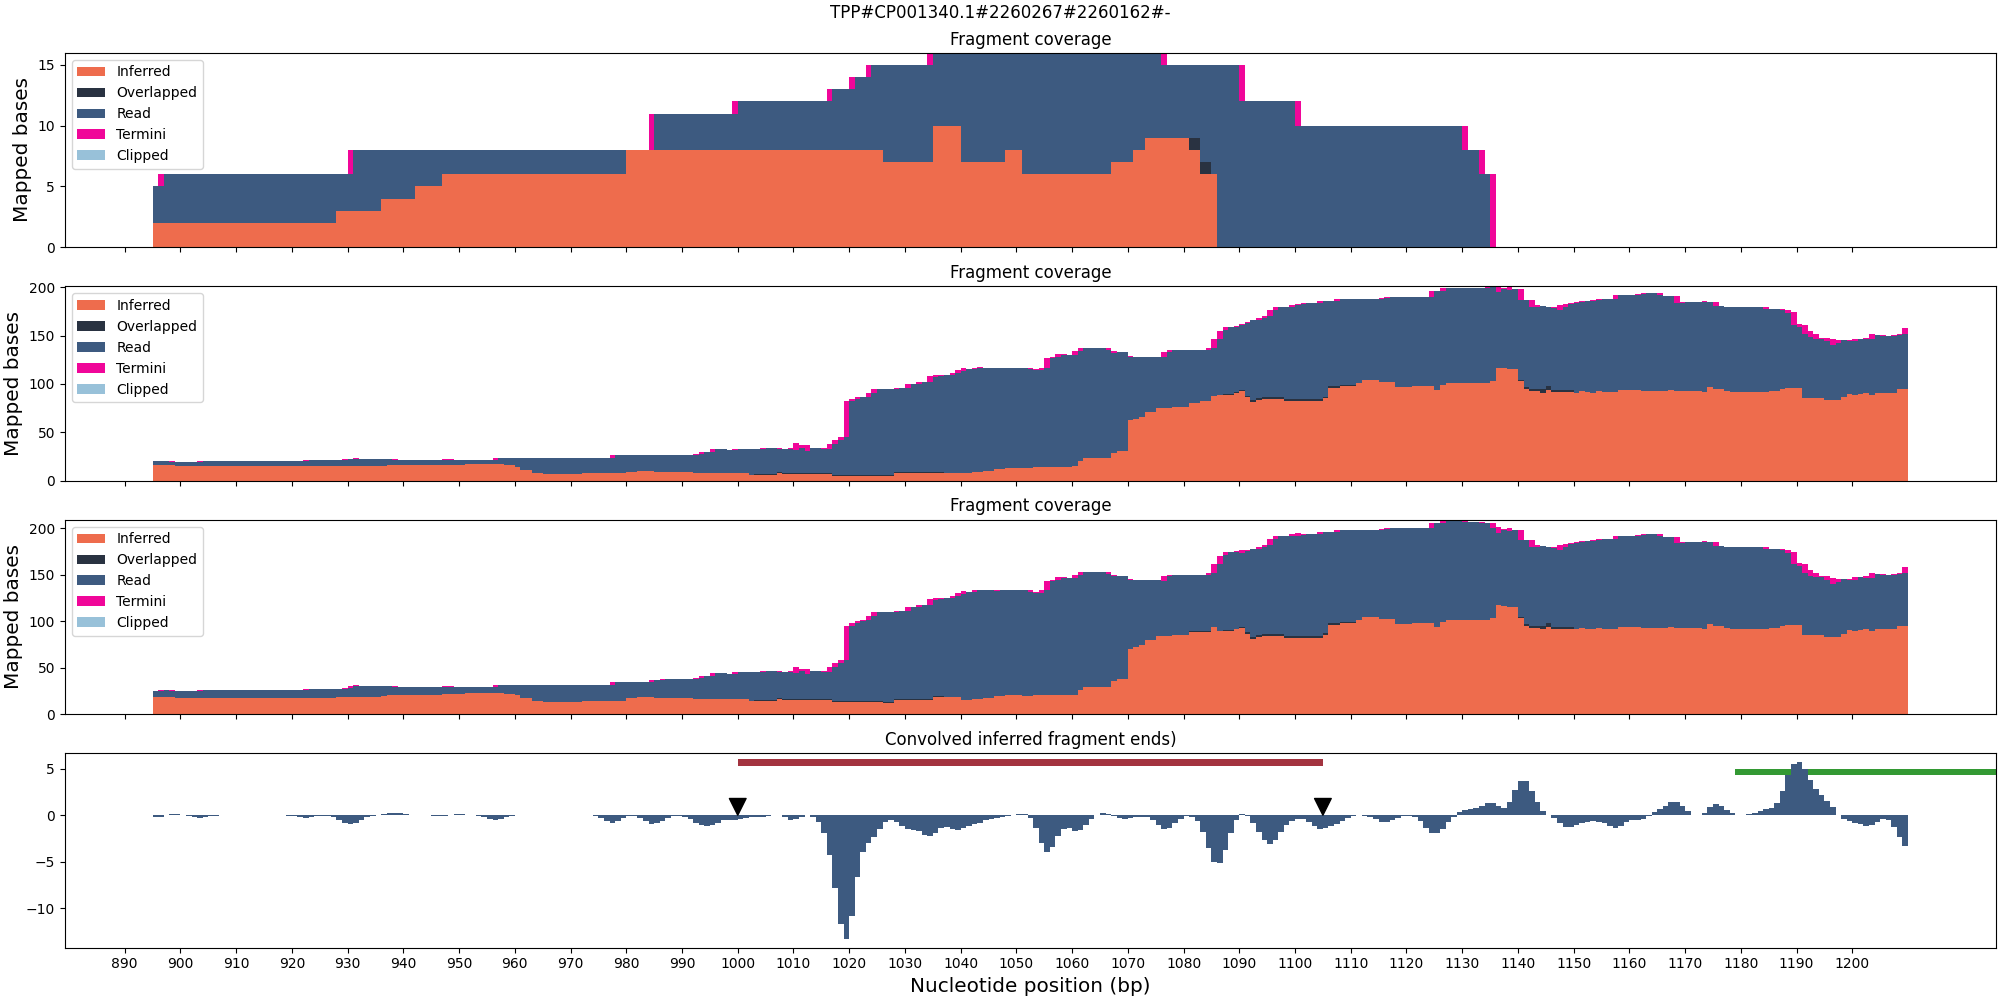 TPP#CP001340.1#2260267#2260162#-
Fragment coverage
Mapped bases
15
10
5
0
Inferred
Overlapped
Read
Termini
Clipped
Fragment coverage
Mapped bases
200
150
100
50
0
Inferred
Overlapped
Read
Termini
Clipped
Fragment coverage
Mapped bases
200
150
100
50
0
Inferred
Overlapped
Read
Termini
Clipped
Convolved inferred fragment ends)
5
0
−5
−10
890 900 910 920 930 940 950 960 970 980 990 1000 1010 1020 1030 1040 1050 1060 1070 1080 1090 1100 1110 1120 1130 1140 1150 1160 1170 1180 1190 1200
Nucleotide position (bp)